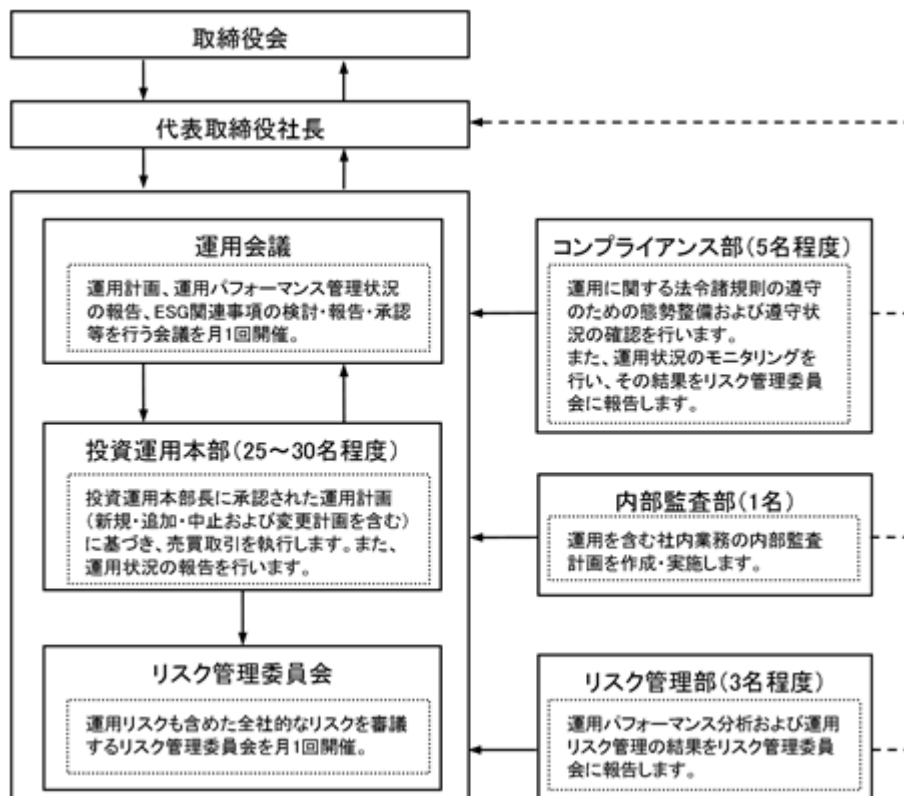 取締役会
代表取締役社長
運用会議
運用計画、運用パフォーマンス管理状況
の報告、ESG関連事項の検討・報告・承認
等を行う会議を月1回開催。
コンプライアンス部(5名程度)
運用に関する法令諸規則の遵守
のための態勢整備および遵守状
況の確認を行います。
また、運用状況のモニタリングを
行い、その結果をリスク管理委員
会に報告します。
投資運用本部(25～30名程度)
投資運用本部長に承認された運用計画
(新規・追加・中止および変更計画を含む)
に基づき、売買取引を執行します。また、
運用状況の報告を行います。
内部監査部(1名)
運用を含む社内業務の内部監査
計画を作成・実施します。
リスク管理委員会
運用リスクも含めた全社的なリスクを審議
するリスク管理委員会を月1回開催。
リスク管理部(3名程度)
運用パフォーマンス分析および運用
リスク管理の結果をリスク管理委員
会に報告します。